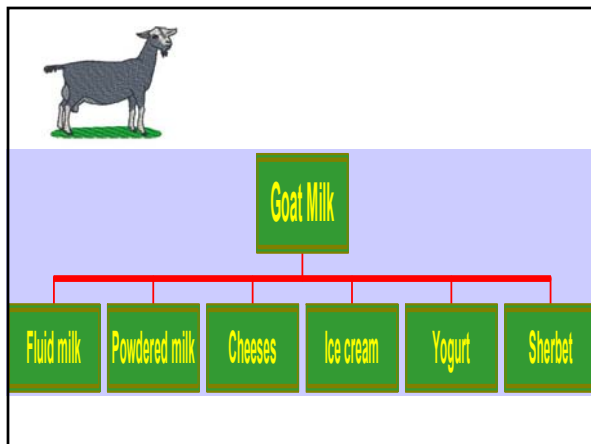 Goat Milk
Fluid milk
Powdered milk
Cheeses
Ice cream
Yogurt
Sherbet